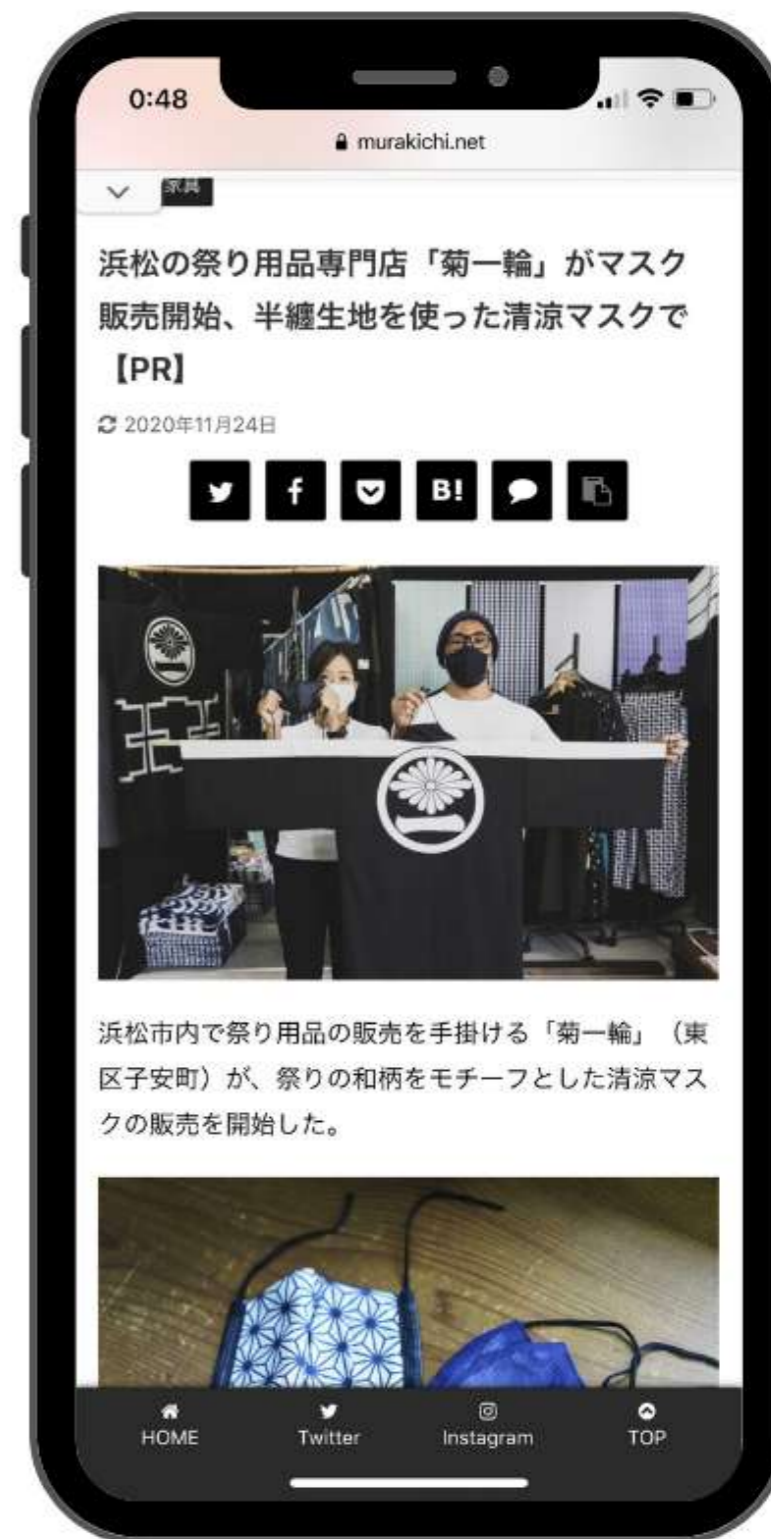 0:48
murakichi.net
家具
浜松の祭り用品専門店「菊一輪」がマスク
販売開始、半纏生地を使った清涼マスクで
【PR】
2020年11月24日
B!
浜松市内で祭り用品の販売を手掛ける「菊一輪」（東
区子安町）が、祭りの和柄をモチーフとした清涼マス
クの販売を開始した。
HOME Twitter Instagram TOP